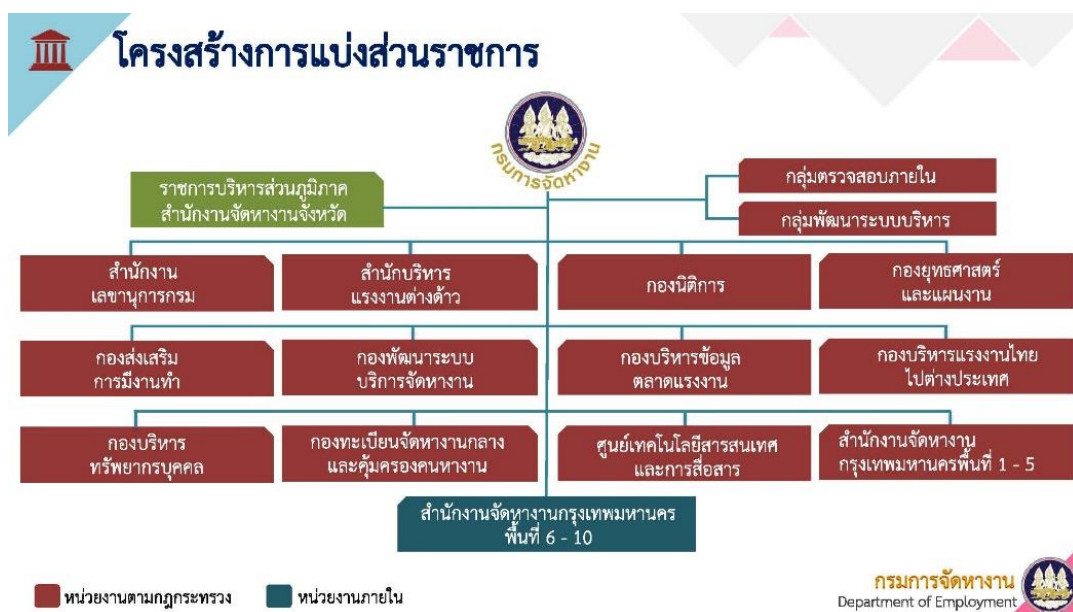 โครงสร้างการแบ่งส่วนราชการ
กรมการจัดหางาน
ราชการบริหารส่วนภูมิภาค
สำนักงานจัดหางานจังหวัด
กลุ่มตรวจสอบภายใน
กลุ่มพัฒนาระบบบริหาร
สำนักงาน
เลขานุการกรม
สำนักบริหาร
แรงงานต่างด้าว
กองนิติการ
กองยุทธศาสตร์
และแผนงาน
กองส่งเสริม
การมีงานทำ
กองพัฒนาระบบ
บริการจัดหางาน
กองบริหารข้อมูล
ตลาดแรงงาน
กองบริหารแรงงานไทย
ไปต่างประเทศ
กองบริหาร
ทรัพยากรบุคคล
กองทะเบียนจัดหางานกลาง
และคุ้มครองคนหางาน
ศูนย์เทคโนโลยีสารสนเทศ
และการสื่อสาร
สำนักงานจัดหางาน
กรุงเทพมหานครพื้นที่ 1 - 5
สำนักงานจัดหางานกรุงเทพมหานคร
พื้นที่ 6 - 10
หน่วยงานตามกฎกระทรวง
หน่วยงานภายใน
กรมการจัดหางาน
Department of Employment